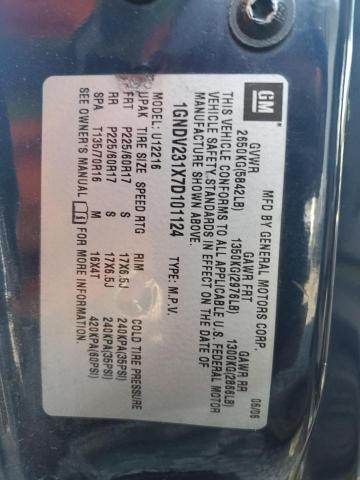 GM
MFD BY GENERAL MOTORS CORP. 06/06
GVWR GAWR FRT GAWR RR
2650KG(5842LB) 1350KG(2976LB) 1300KG(2866LB)
THIS VEHICLE CONFORMS TO ALL APPLICABLE U.S. FEDERAL MOTOR
VEHICLE SAFETY STANDARDS IN EFFECT ON THE DATE OF
MANUFACTURE SHOWN ABOVE.
1GNDV231X7D101124 TYPE: M.P.V.
MODEL: U12216
UPAK TIRE SIZE SPEED RTG RIM COLD TIRE PRESSURE
FRT P225/60R17 S 17X6.5J 240KPA(35PSI)
RR P225/60R17 S 17X6.5J 240KPA(35PSI)
SPA T135/70R16 M 16X4T 420KPA(60PSI)
SEE OWNER'S MANUAL FOR MORE INFORMATION